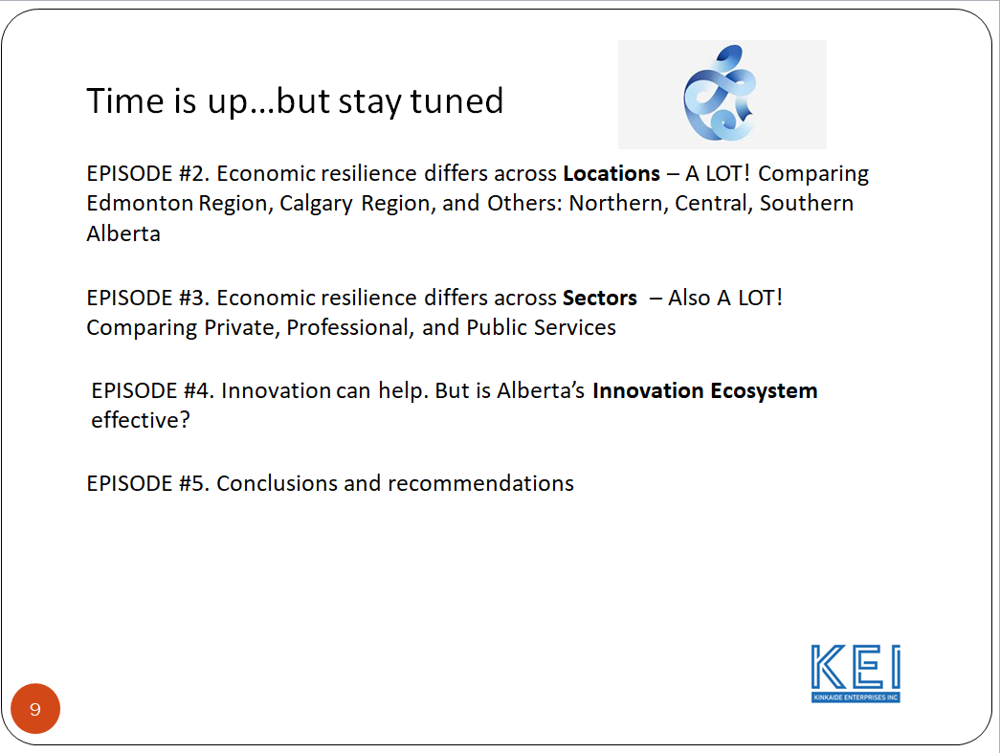 Time is up…but stay tuned
EPISODE #2. Economic resilience differs across Locations – A LOT! Comparing
Edmonton Region, Calgary Region, and Others: Northern, Central, Southern
Alberta
EPISODE #3. Economic resilience differs across Sectors – Also A LOT!
Comparing Private, Professional, and Public Services
EPISODE #4. Innovation can help. But is Alberta’s Innovation Ecosystem
effective?
EPISODE #5. Conclusions and recommendations
KEI
KINKAIDE ENTERPRISES INC
9